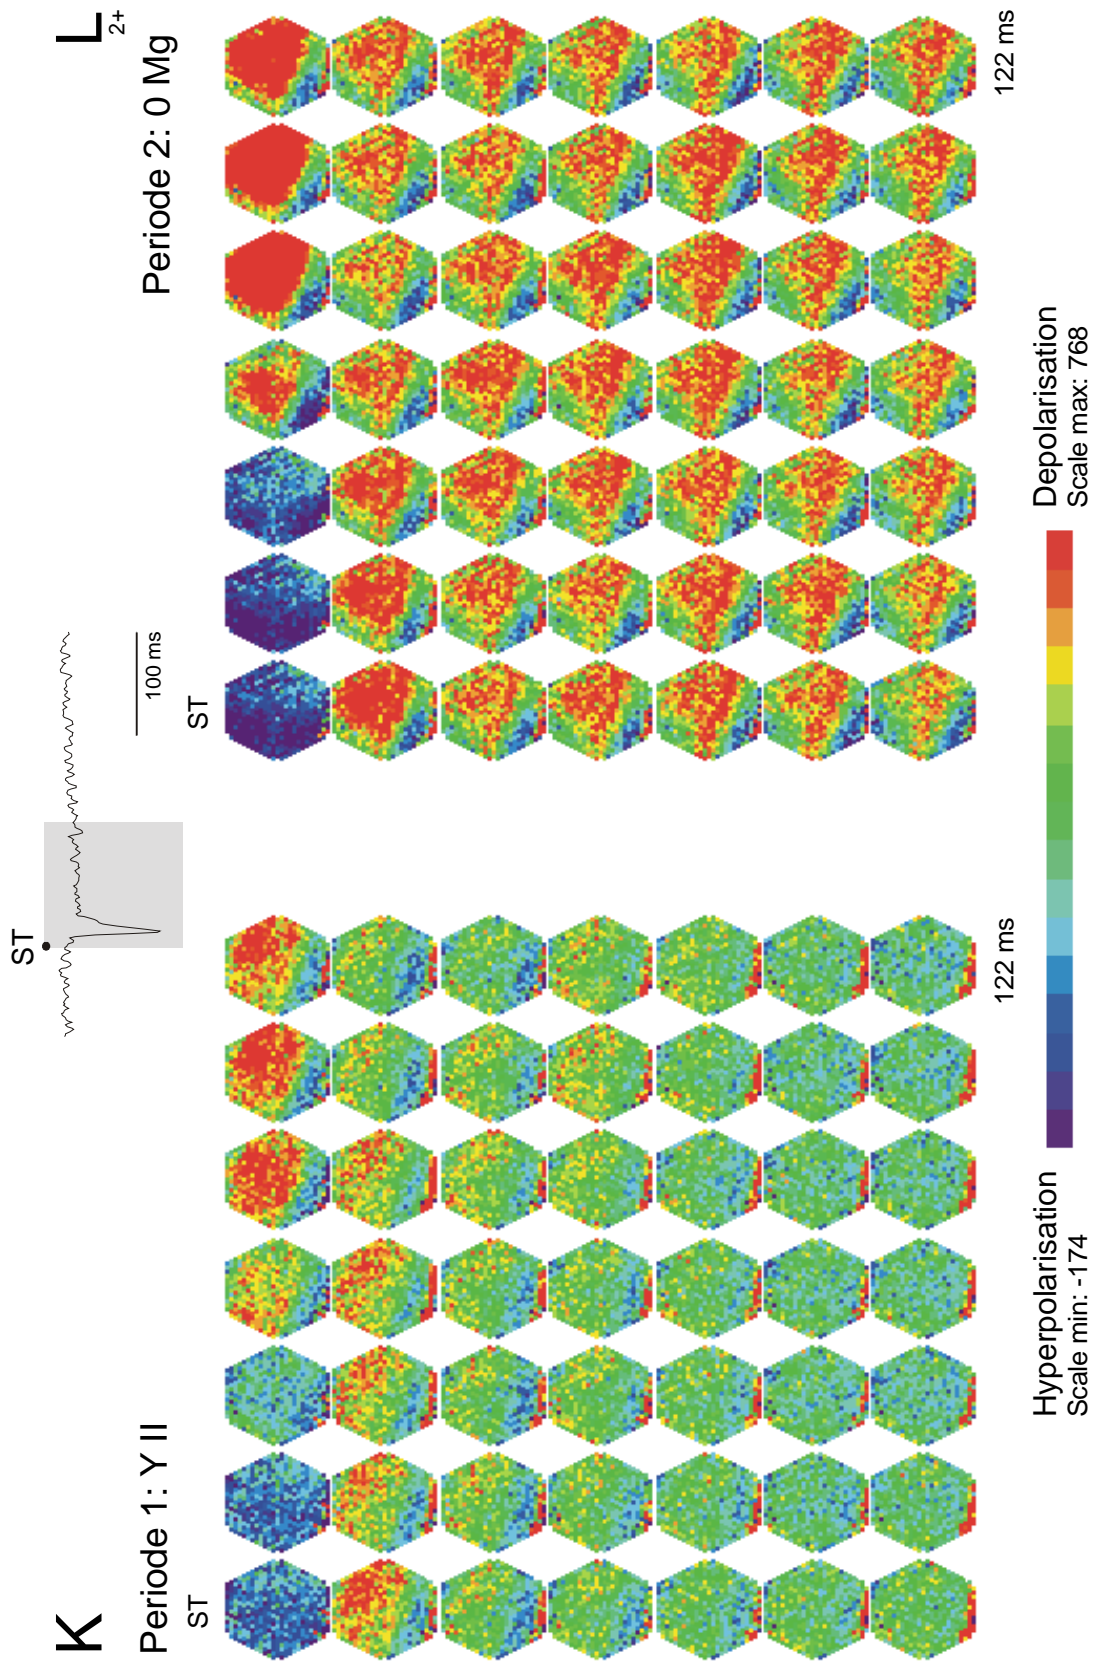 K
Periode 1: Y II
ST
122 ms
ST
100 ms
L
Periode 2: 0 Mg2+
ST
122 ms
Hyperpolarisation
Scale min: -174
Depolarisation
Scale max: 768